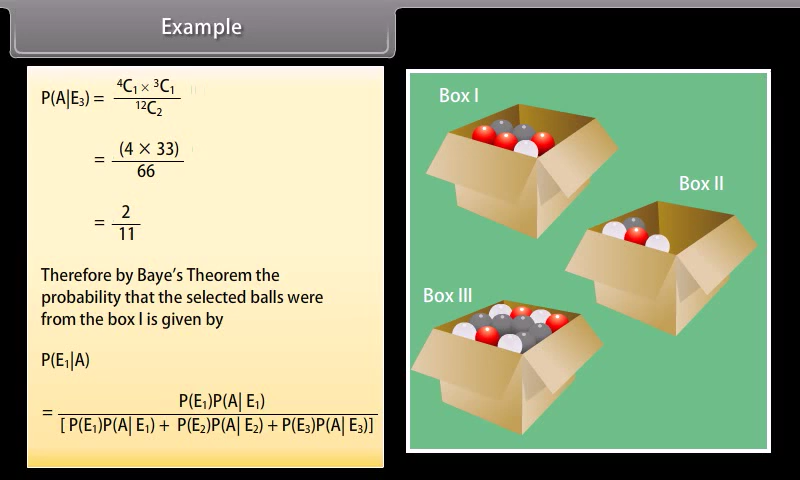 Example
P(A|E₃) = ⁴C₁ × ³C₁ / ¹²C₂
= (4 × 33) / 66
= 2 / 11
Therefore by Baye's Theorem the
probability that the selected balls were
from the box I is given by
P(E₁|A)
= P(E₁)P(A| E₁) / [ P(E₁)P(A| E₁) + P(E₂)P(A| E₂) + P(E₃)P(A| E₃)]
Box I
Box II
Box III